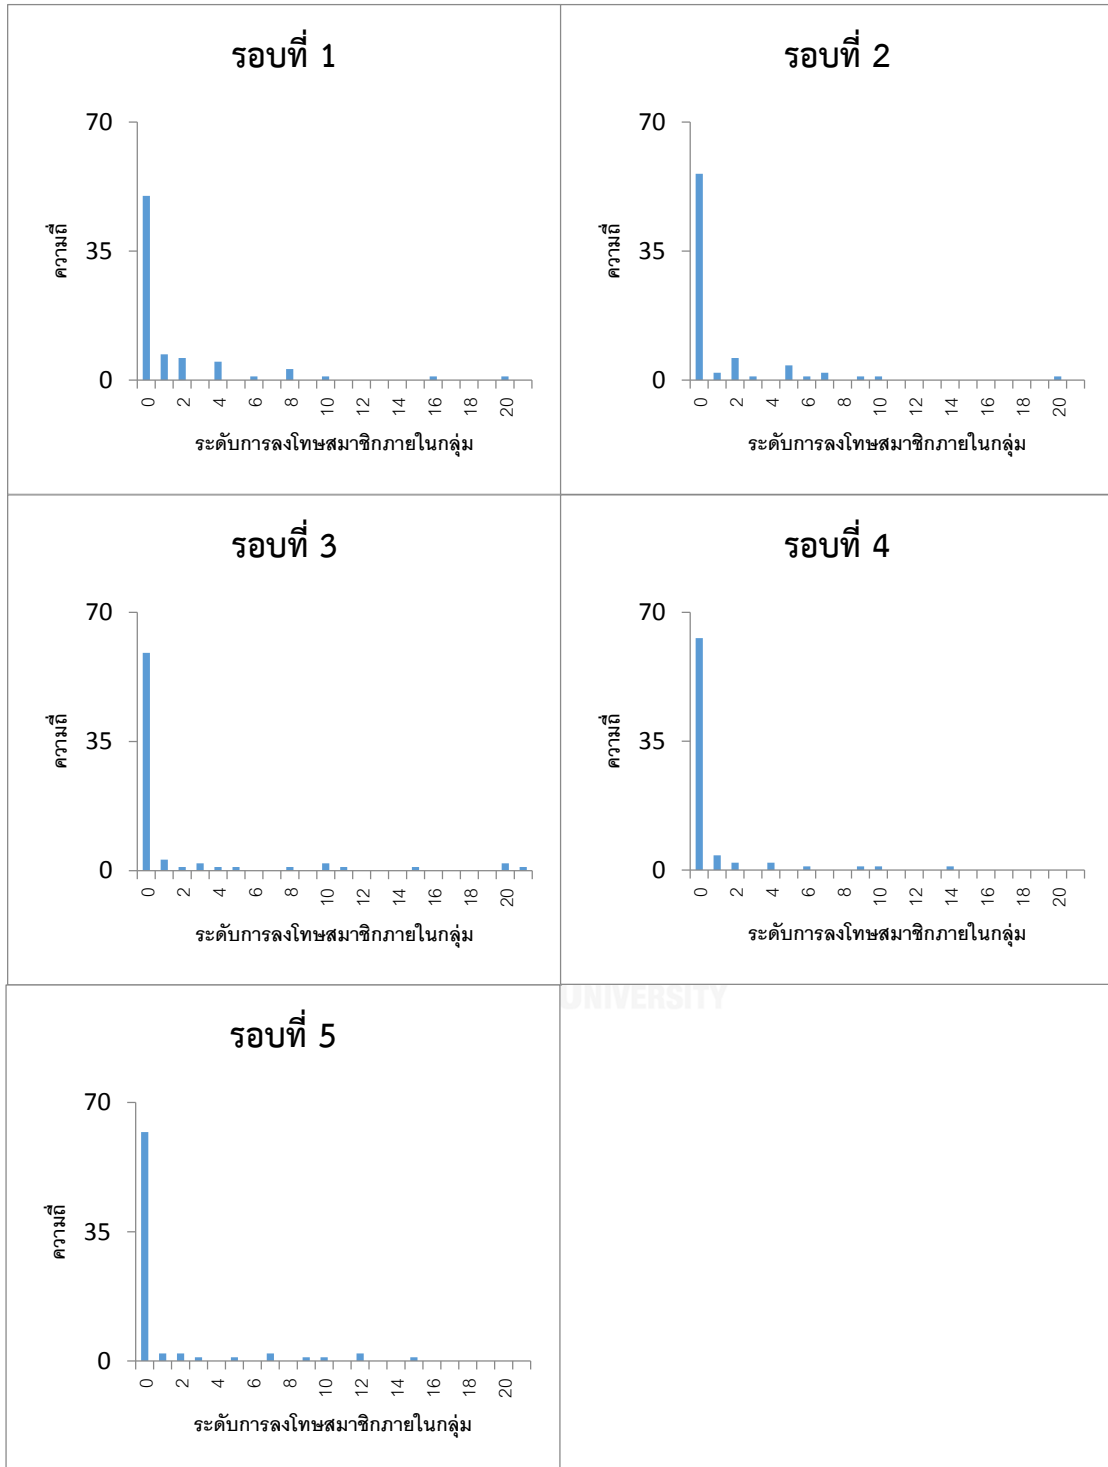 รอบที่ 1
70
35
0
ความถี่
0 2 4 6 8 10 12 14 16 18 20
ระดับการลงโทษสมาชิกภายในกลุ่ม
รอบที่ 2
70
35
0
ความถี่
0 2 4 6 8 10 12 14 16 18 20
ระดับการลงโทษสมาชิกภายในกลุ่ม
รอบที่ 3
70
35
0
ความถี่
0 2 4 6 8 10 12 14 16 18 20
ระดับการลงโทษสมาชิกภายในกลุ่ม
รอบที่ 4
70
35
0
ความถี่
0 2 4 6 8 10 12 14 16 18 20
ระดับการลงโทษสมาชิกภายในกลุ่ม
UNIVERSITY
รอบที่ 5
70
35
0
ความถี่
0 2 4 6 8 10 12 14 16 18 20
ระดับการลงโทษสมาชิกภายในกลุ่ม